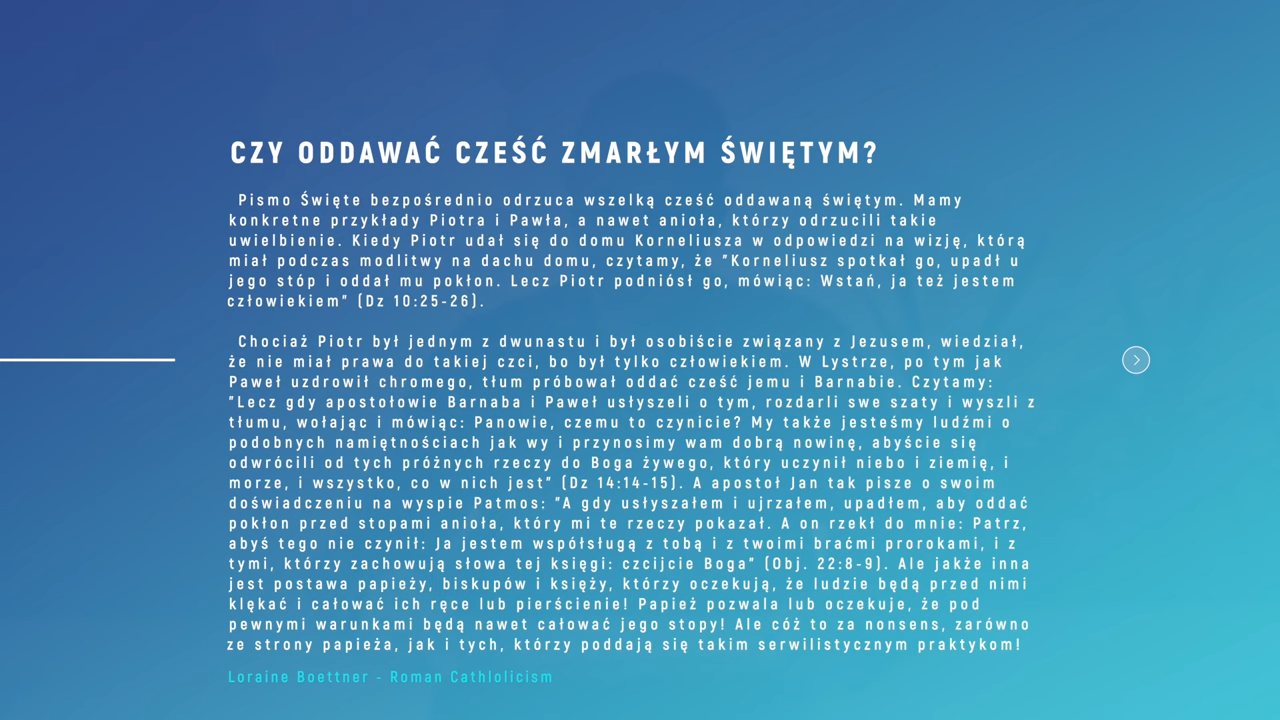 CZY ODDAWAĆ CZEŚĆ ZMARŁYM ŚWIĘTYM?
Pismo Święte bezpośrednio odrzuca wszelką cześć oddawaną świętym. Mamy
konkretne przykłady Piotra i Pawła, a nawet anioła, którzy odrzucili takie
uwielbienie. Kiedy Piotr udał się do domu Korneliusza w odpowiedzi na wizję, którą
miał podczas modlitwy na dachu domu, czytamy, że "Korneliusz spotkał go, upadł u
jego stóp i oddał mu pokłon. Lecz Piotr podniósł go, mówiąc: Wstań, ja też jestem
człowiekiem" (Dz 10:25-26).
Chociaż Piotr był jednym z dwunastu i był osobiście związany z Jezusem, wiedział,
że nie miał prawa do takiej czci, bo był tylko człowiekiem. W Lystrze, po tym jak
Paweł uzdrowił chromego, tłum próbował oddać cześć jemu i Barnabie. Czytamy:
"Lecz gdy apostołowie Barnaba i Paweł usłyszeli o tym, rozdarli swe szaty i wyszli z
tłumu, wołając i mówiąc: Panowie, czemu to czynicie? My także jesteśmy ludźmi o
podobnych namiętnościach jak wy i przynosimy wam dobrą nowinę, abyście się
odwrócili od tych próżnych rzeczy do Boga żywego, który uczynił niebo i ziemię, i
morze, i wszystko, co w nich jest" (Dz 14:14-15). A apostoł Jan tak pisze o swoim
doświadczeniu na wyspie Patmos: "A gdy usłyszałem i ujrzałem, upadłem, aby oddać
pokłon przed stopami anioła, który mi te rzeczy pokazał. A on rzekł do mnie: Patrz,
abyś tego nie czynił: Ja jestem współsługą z tobą i z twoimi braćmi prorokami, i z
tymi, którzy zachowują słowa tej księgi: czcijcie Boga" (Obj. 22:8-9). Ale jakże inna
jest postawa papieży, biskupów i księży, którzy oczekują, że ludzie będą przed nimi
klękać i całować ich ręce lub pierścienie! Papież pozwala lub oczekuje, że pod
pewnymi warunkami będą nawet całować jego stopy! Ale cóż to za nonsens, zarówno
ze strony papieża, jak i tych, którzy poddają się takim serwilistycznym praktykom!
Loraine Boettner - Roman Cathlolicism